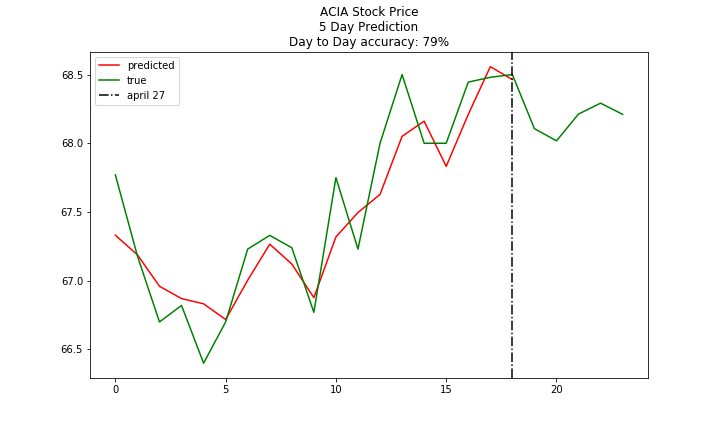 ACIA Stock Price
5 Day Prediction
Day to Day accuracy: 79%
predicted
true
april 27
68.5
68.0
67.5
67.0
66.5
0 5 10 15 20